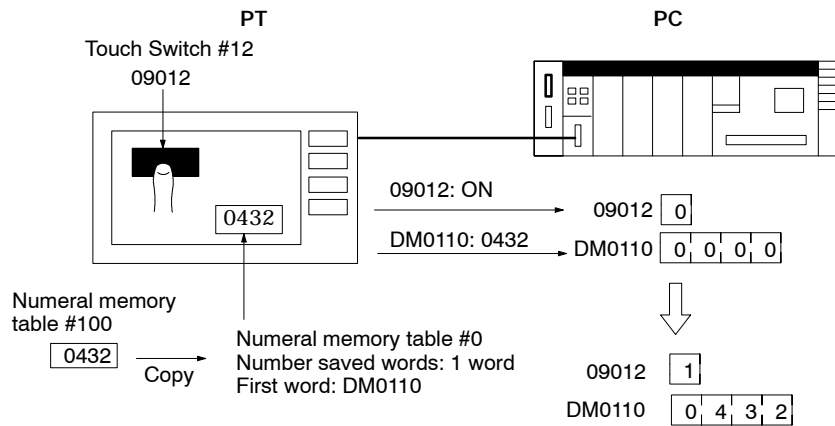 PT
PC
Touch Switch #12
09012
0432
09012: ON
DM0110: 0432
09012 0
DM0110 0 0 0 0
Numeral memory
table #100
0432
Copy
Numeral memory table #0
Number saved words: 1 word
First word: DM0110
09012 1
DM0110 0 4 3 2